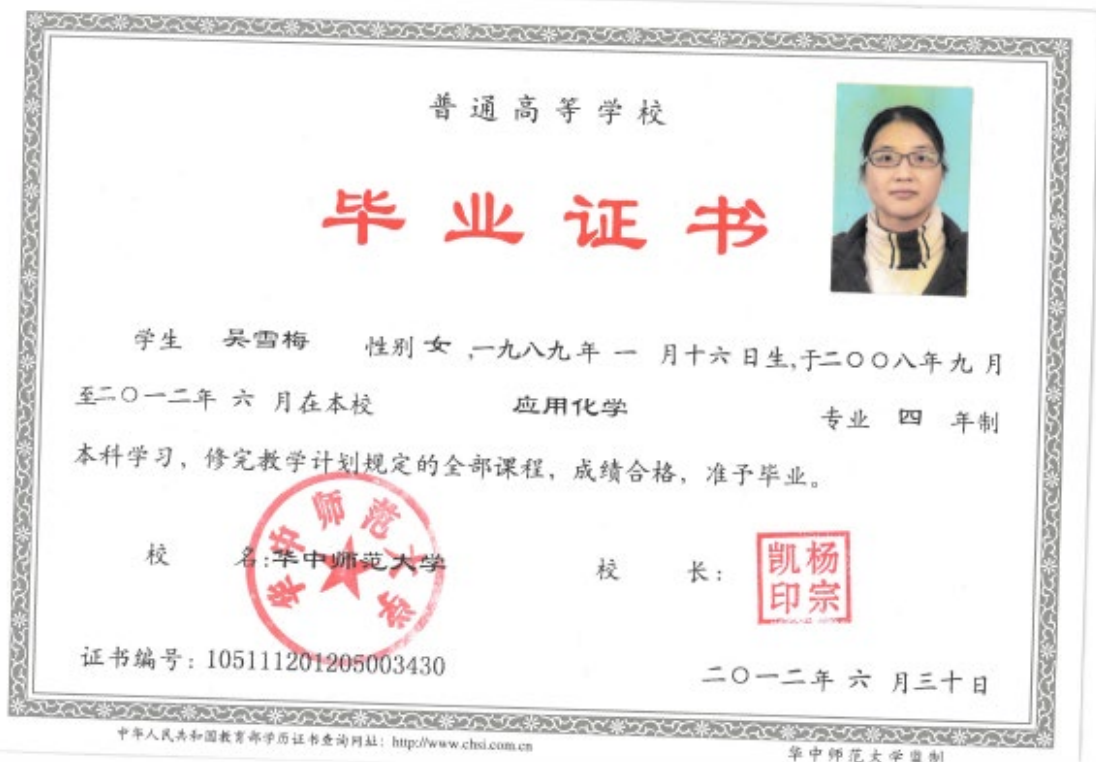 普通高等学校
毕业证书
学生 吴雪梅 性别 女 ,一九八九年 一 月十六日生,于二〇〇八年九月
至二〇一二年 六 月在本校 应用化学 专业 四 年制
本科学习，修完教学计划规定的全部课程，成绩合格，准予毕业。
校 名:华中师范大学 校 长：
华中师范大学
杨宗凯印
证书编号：105111201205003430
二〇一二年 六 月三十日
中华人民共和国教育部学历证书查询网址：http://www.chsi.com.cn
华中师范大学监制